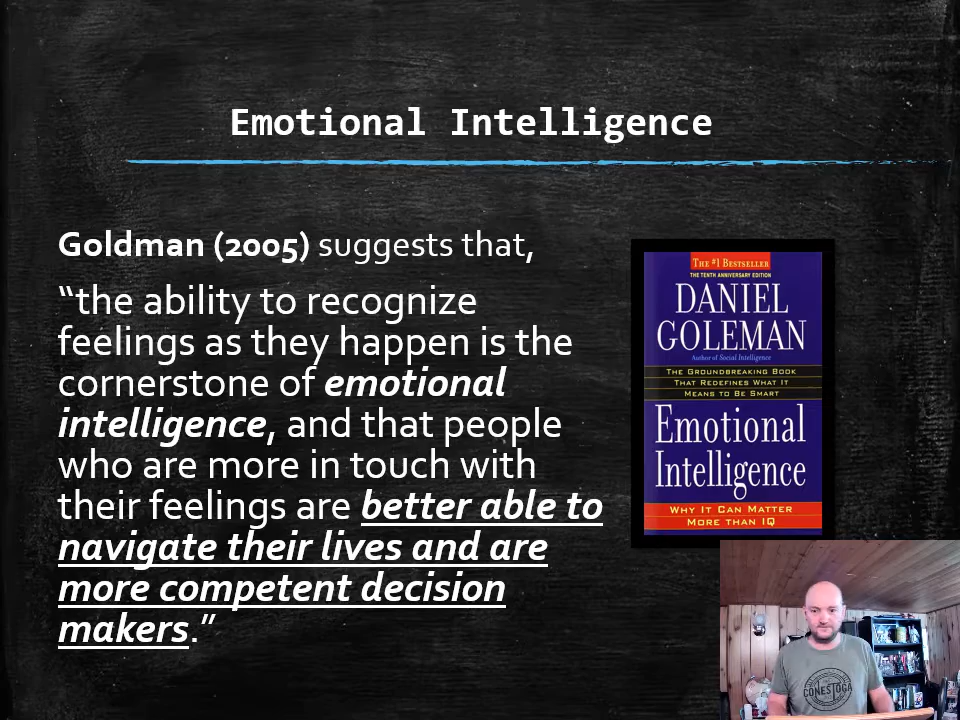 Emotional Intelligence
Goldman (2005) suggests that,
“the ability to recognize
feelings as they happen is the
cornerstone of emotional
intelligence, and that people
who are more in touch with
their feelings are better able to
navigate their lives and are
more competent decision
makers.”
The #1 Bestseller
THE TENTH ANNIVERSARY EDITION
DANIEL
GOLEMAN
Author of Social Intelligence
The Groundbreaking Book
That Redefines What It
Means to Be Smart
Emotional
Intelligence
Why It Can Matter
More than IQ
CONESTOGA